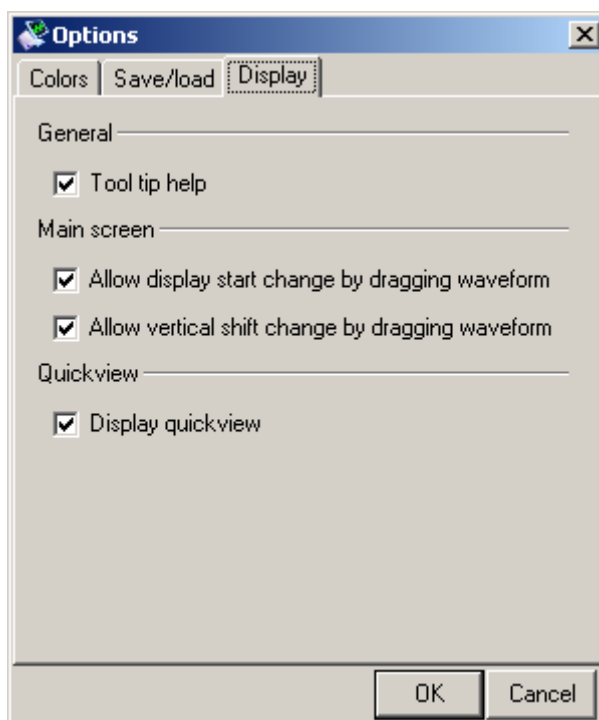 Options
Colors Save/load Display
General
Tool tip help
Main screen
Allow display start change by dragging waveform
Allow vertical shift change by dragging waveform
Quickview
Display quickview
OK Cancel